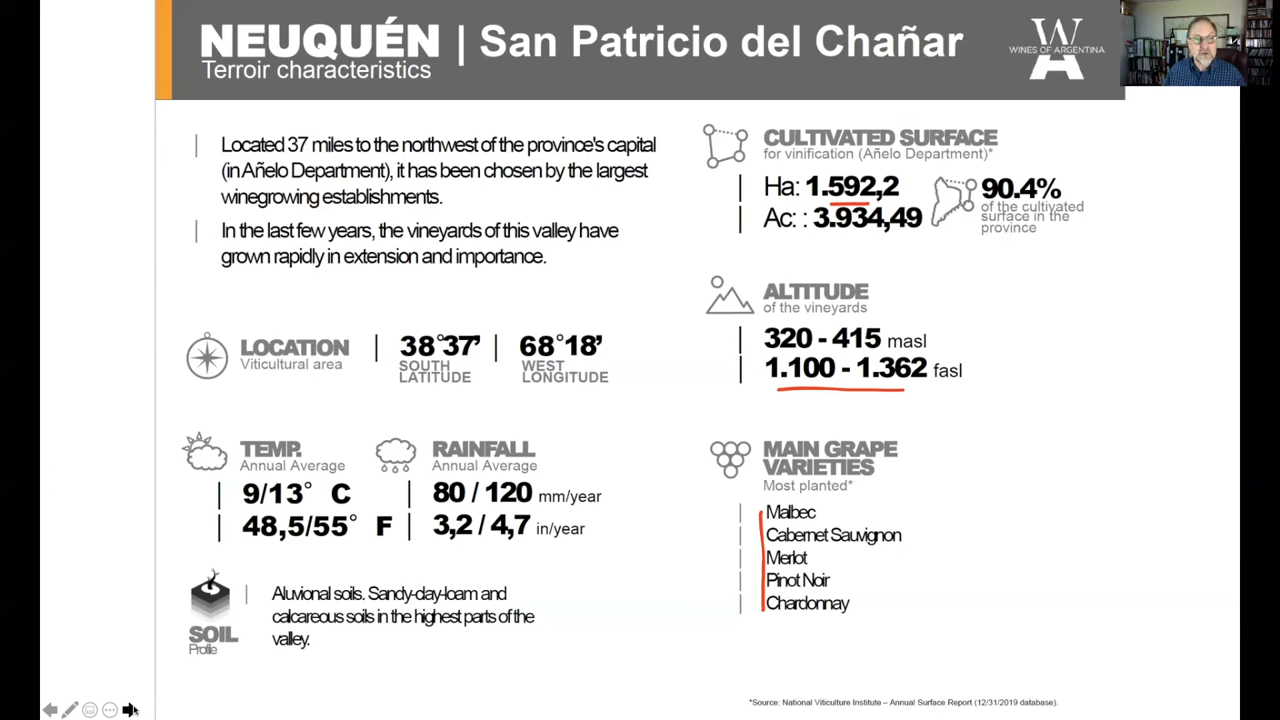 NEUQUÉN | San Patricio del Chañar
Terroir characteristics
WINES OF ARGENTINA
Located 37 miles to the northwest of the province's capital
(in Añelo Department), it has been chosen by the largest
winegrowing establishments.
In the last few years, the vineyards of this valley have
grown rapidly in extension and importance.
LOCATION
Viticultural area
38°37'
SOUTH
LATITUDE
68°18'
WEST
LONGITUDE
TEMP.
Annual Average
9/13° C
48,5/55° F
RAINFALL
Annual Average
80 / 120 mm/year
3,2 / 4,7 in/year
SOIL
Profile
Aluvional soils. Sandy-day-loam and
calcareous soils in the highest parts of the
valley.
CULTIVATED SURFACE
for vinification (Añelo Department)*
Ha: 1.592,2
Ac: : 3.934,49
90.4%
of the cultivated
surface in the
province
ALTITUDE
of the vineyards
320 - 415 masl
1.100 - 1.362 fasl
MAIN GRAPE
VARIETIES
Most planted*
Malbec
Cabernet Sauvignon
Merlot
Pinot Noir
Chardonnay
*Source: National Viticulture Institute – Annual Surface Report (12/31/2019 database).